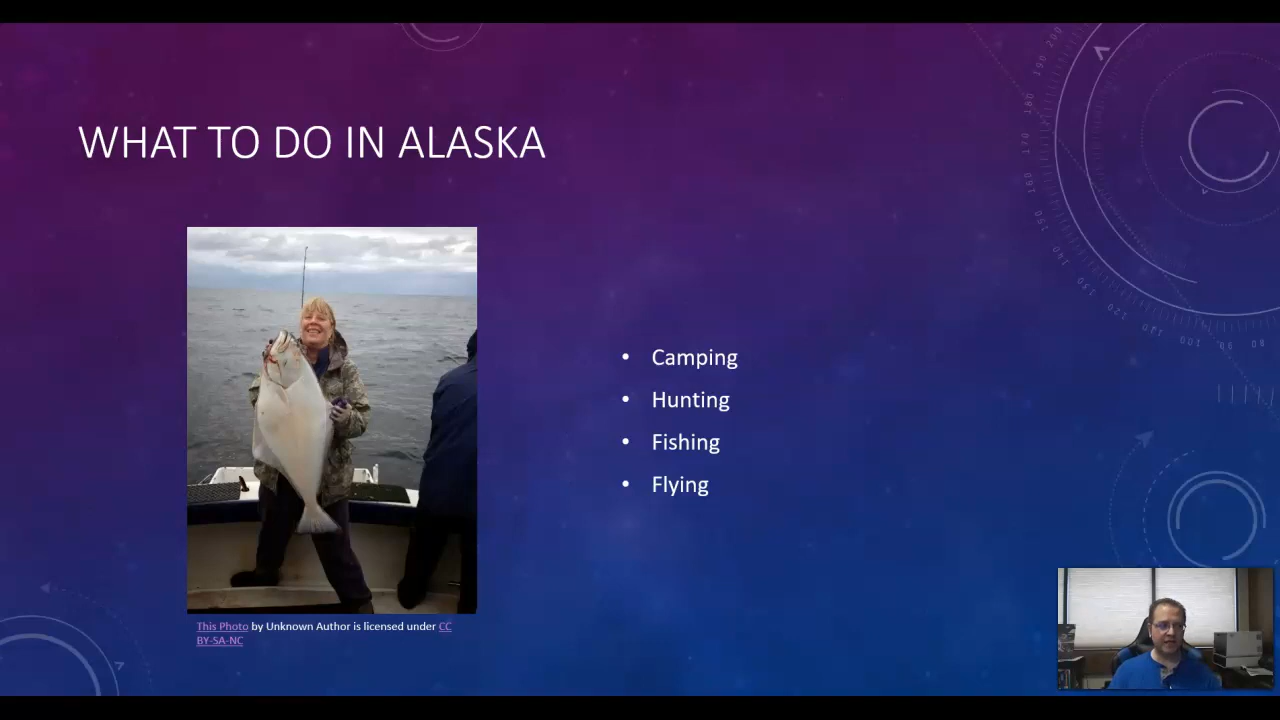 WHAT TO DO IN ALASKA
• Camping
• Hunting
• Fishing
• Flying
This Photo by Unknown Author is licensed under CC
BY-SA-NC